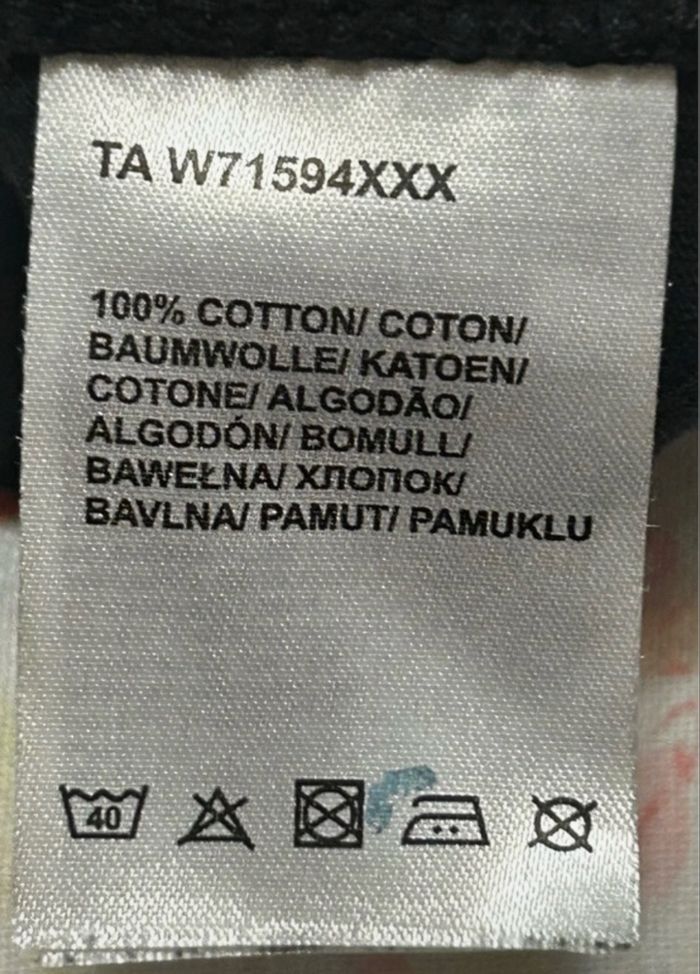 TA W71594XXX
100% COTTON/ COTON/
BAUMWOLLE/ KATOEN/
COTONE/ ALGODÃO/
ALGODÓN/ BOMULL/
BAWEŁNA/ ХЛОПОК/
BAVLNA/ PAMUT/ PAMUKLU
40